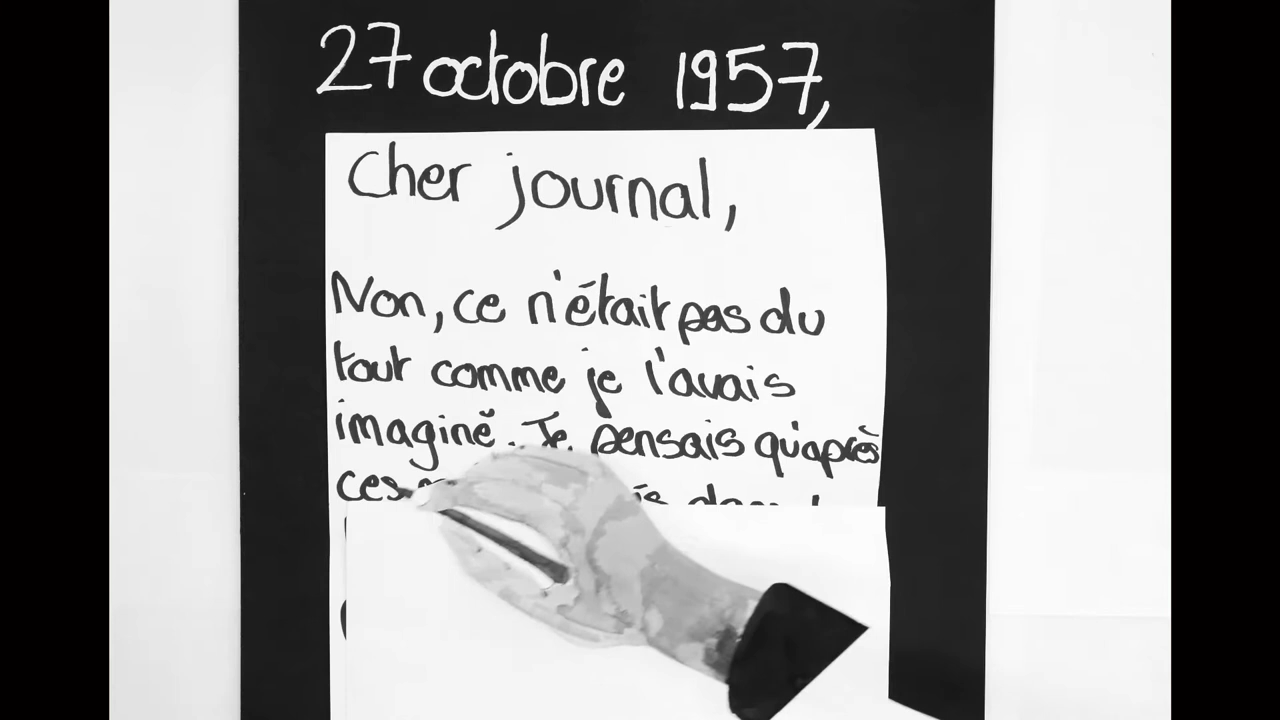 27 octobre 1957,
Cher journal,
Non, ce n'était pas du
tout comme je l'avais
imaginé. Je pensais qu'après
ces